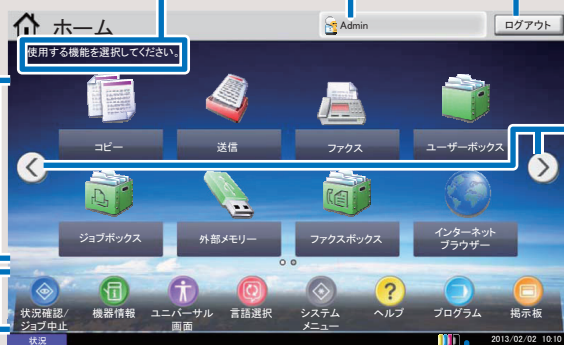 ホーム
Admin
ログアウト
使用する機能を選択してください。
コピー
送信
ファクス
ユーザーボックス
ジョブボックス
外部メモリー
ファクスボックス
インターネット
ブラウザー
状況確認/
ジョブ中止
機器情報
ユニバーサル
画面
言語選択
システム
メニュー
ヘルプ
プログラム
掲示板
状況
2013/02/02 10:10